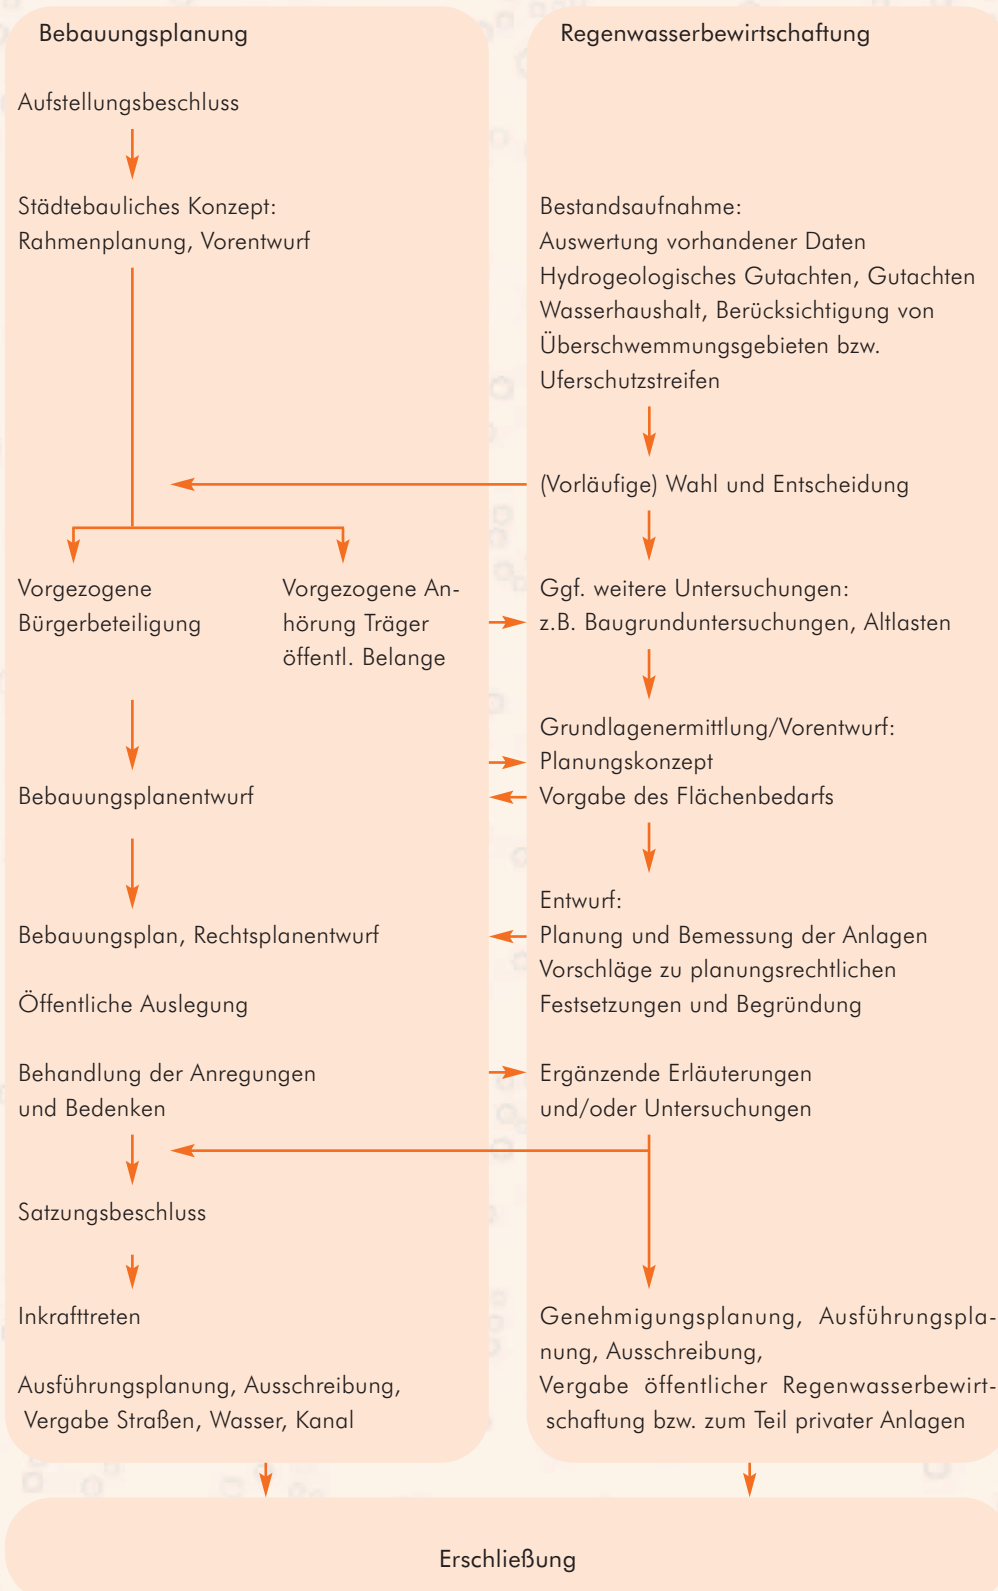 Bebauungsplanung
Aufstellungsbeschluss
Städtebauliches Konzept:
Rahmenplanung, Vorentwurf
Vorgezogene
Bürgerbeteiligung
Vorgezogene An-
hörung Träger
öffentl. Belange
Bebauungsplanentwurf
Bebauungsplan, Rechtsplanentwurf
Öffentliche Auslegung
Behandlung der Anregungen
und Bedenken
Satzungsbeschluss
Inkrafttreten
Ausführungsplanung, Ausschreibung,
Vergabe Straßen, Wasser, Kanal
Regenwasserbewirtschaftung
Bestandsaufnahme:
Auswertung vorhandener Daten
Hydrogeologisches Gutachten, Gutachten
Wasserhaushalt, Berücksichtigung von
Überschwemmungsgebieten bzw.
Uferschutzstreifen
(Vorläufige) Wahl und Entscheidung
Ggf. weitere Untersuchungen:
z.B. Baugrunduntersuchungen, Altlasten
Grundlagenermittlung/Vorentwurf:
Planungskonzept
Vorgabe des Flächenbedarfs
Entwurf:
Planung und Bemessung der Anlagen
Vorschläge zu planungsrechtlichen
Festsetzungen und Begründung
Ergänzende Erläuterungen
und/oder Untersuchungen
Genehmigungsplanung, Ausführungspla-
nung, Ausschreibung,
Vergabe öffentlicher Regenwasserbewirt-
schaftung bzw. zum Teil privater Anlagen
Erschließung